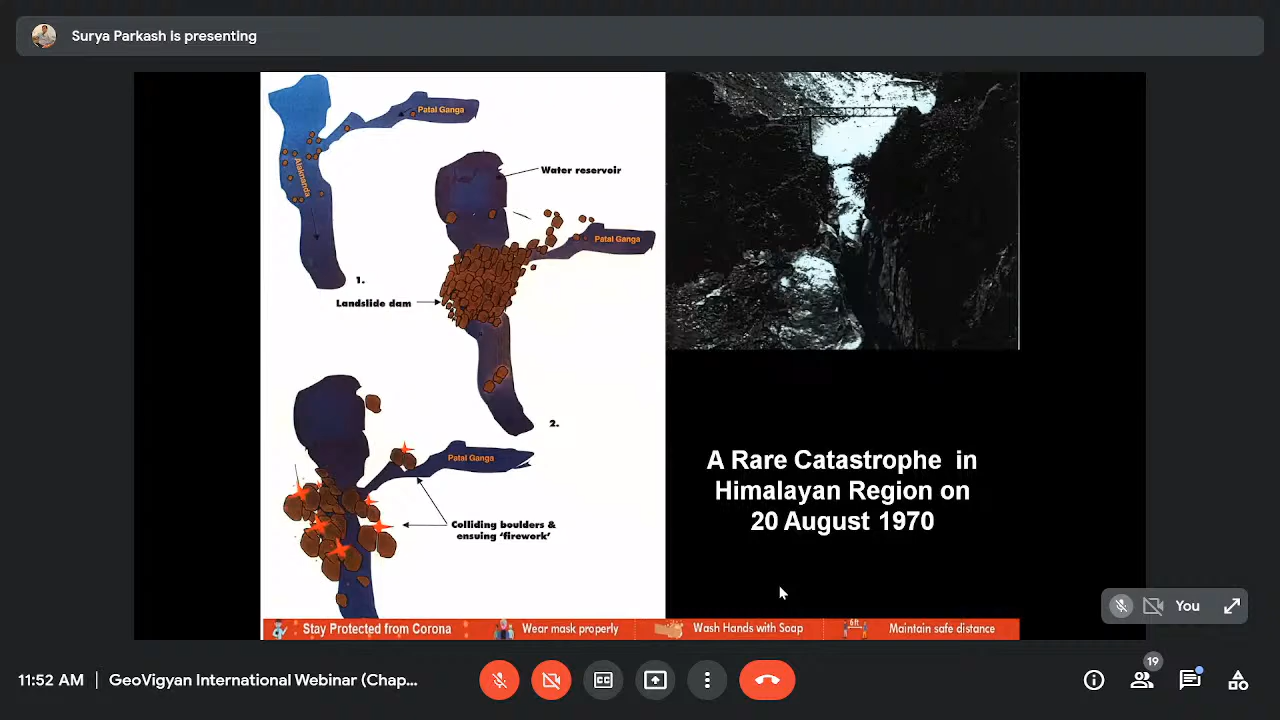 Surya Parkash is presenting
Patal Ganga
Alaknanda
1.
Water reservoir
Patal Ganga
Landslide dam
2.
Patal Ganga
Colliding boulders &
ensuing ‘firework’
A Rare Catastrophe in
Himalayan Region on
20 August 1970
Stay Protected from Corona
Wear mask properly
Wash Hands with Soap
6ft
Maintain safe distance
You
11:52 AM | GeoVigyan International Webinar (Chap...
CC
19